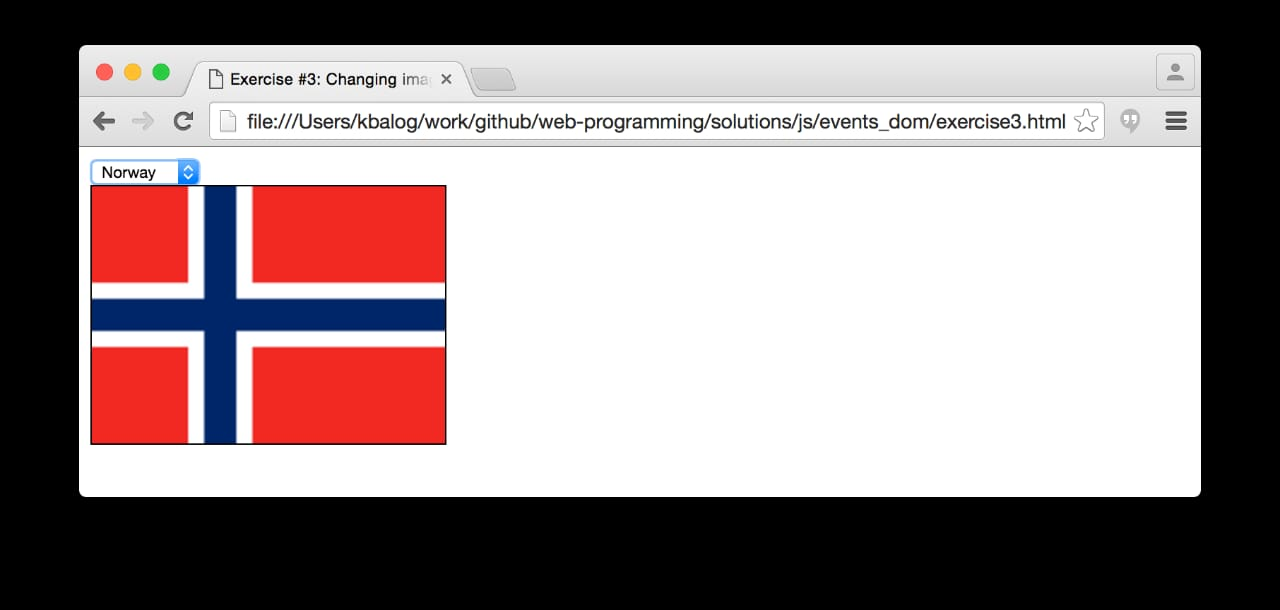 Exercise #3: Changing ima
file:///Users/kbalog/work/github/web-programming/solutions/js/events_dom/exercise3.html
Norway